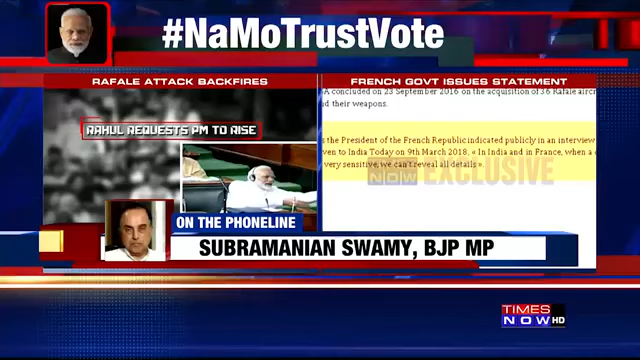 #NaMoTrustVote
RAFALE ATTACK BACKFIRES
FRENCH GOVT ISSUES STATEMENT
RAHUL REQUESTS PM TO RISE
A concluded on 23 September 2016 on the acquisition of 36 Rafale aircr
d their weapons.
s the President of the French Republic indicated publicly in an interview
ven to India Today on 9th March 2018, « In India and in France, when a
very sensitive, we can't reveal all details ».
NOW EXCLUSIVE
ON THE PHONELINE
SUBRAMANIAN SWAMY, BJP MP
TIMES
NOW HD